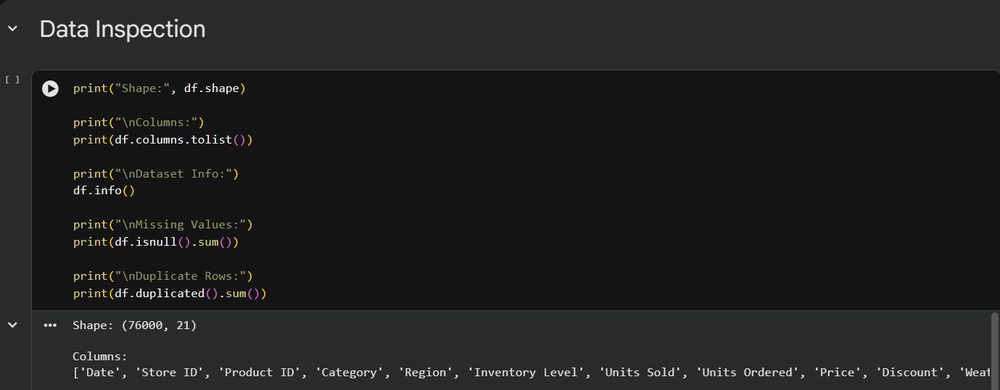 Data Inspection
[ ]
print("Shape:", df.shape)
print("\nColumns:")
print(df.columns.tolist())
print("\nDataset Info:")
df.info()
print("\nMissing Values:")
print(df.isnull().sum())
print("\nDuplicate Rows:")
print(df.duplicated().sum())
Shape: (76000, 21)
Columns:
['Date', 'Store ID', 'Product ID', 'Category', 'Region', 'Inventory Level', 'Units Sold', 'Units Ordered', 'Price', 'Discount', 'Weat